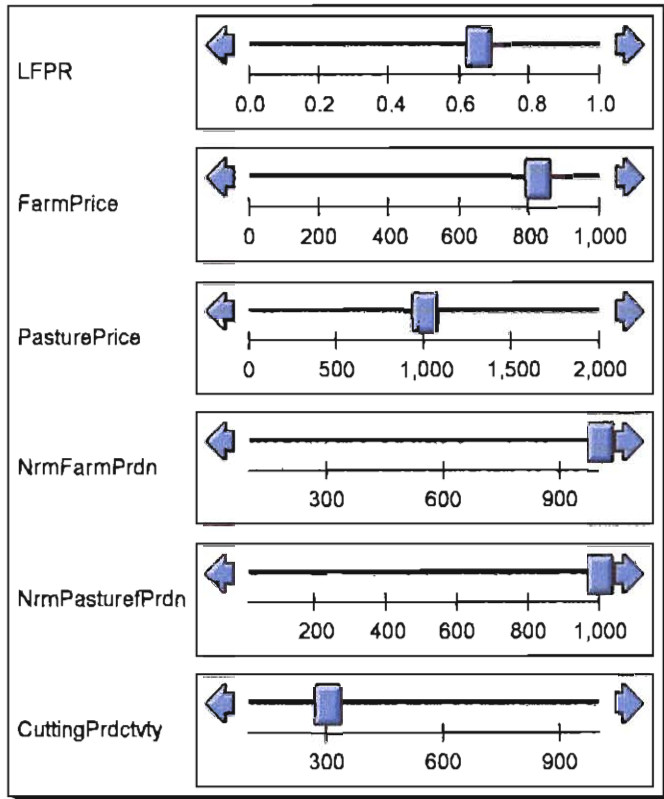 LFPR
0.0 0.2 0.4 0.6 0.8 1.0
FarmPrice
0 200 400 600 800 1,000
PasturePrice
0 500 1,000 1,500 2,000
NrmFarmPrdn
300 600 900
NrmPasturefPrdn
200 400 600 800 1,000
CuttingPrdctvty
300 600 900